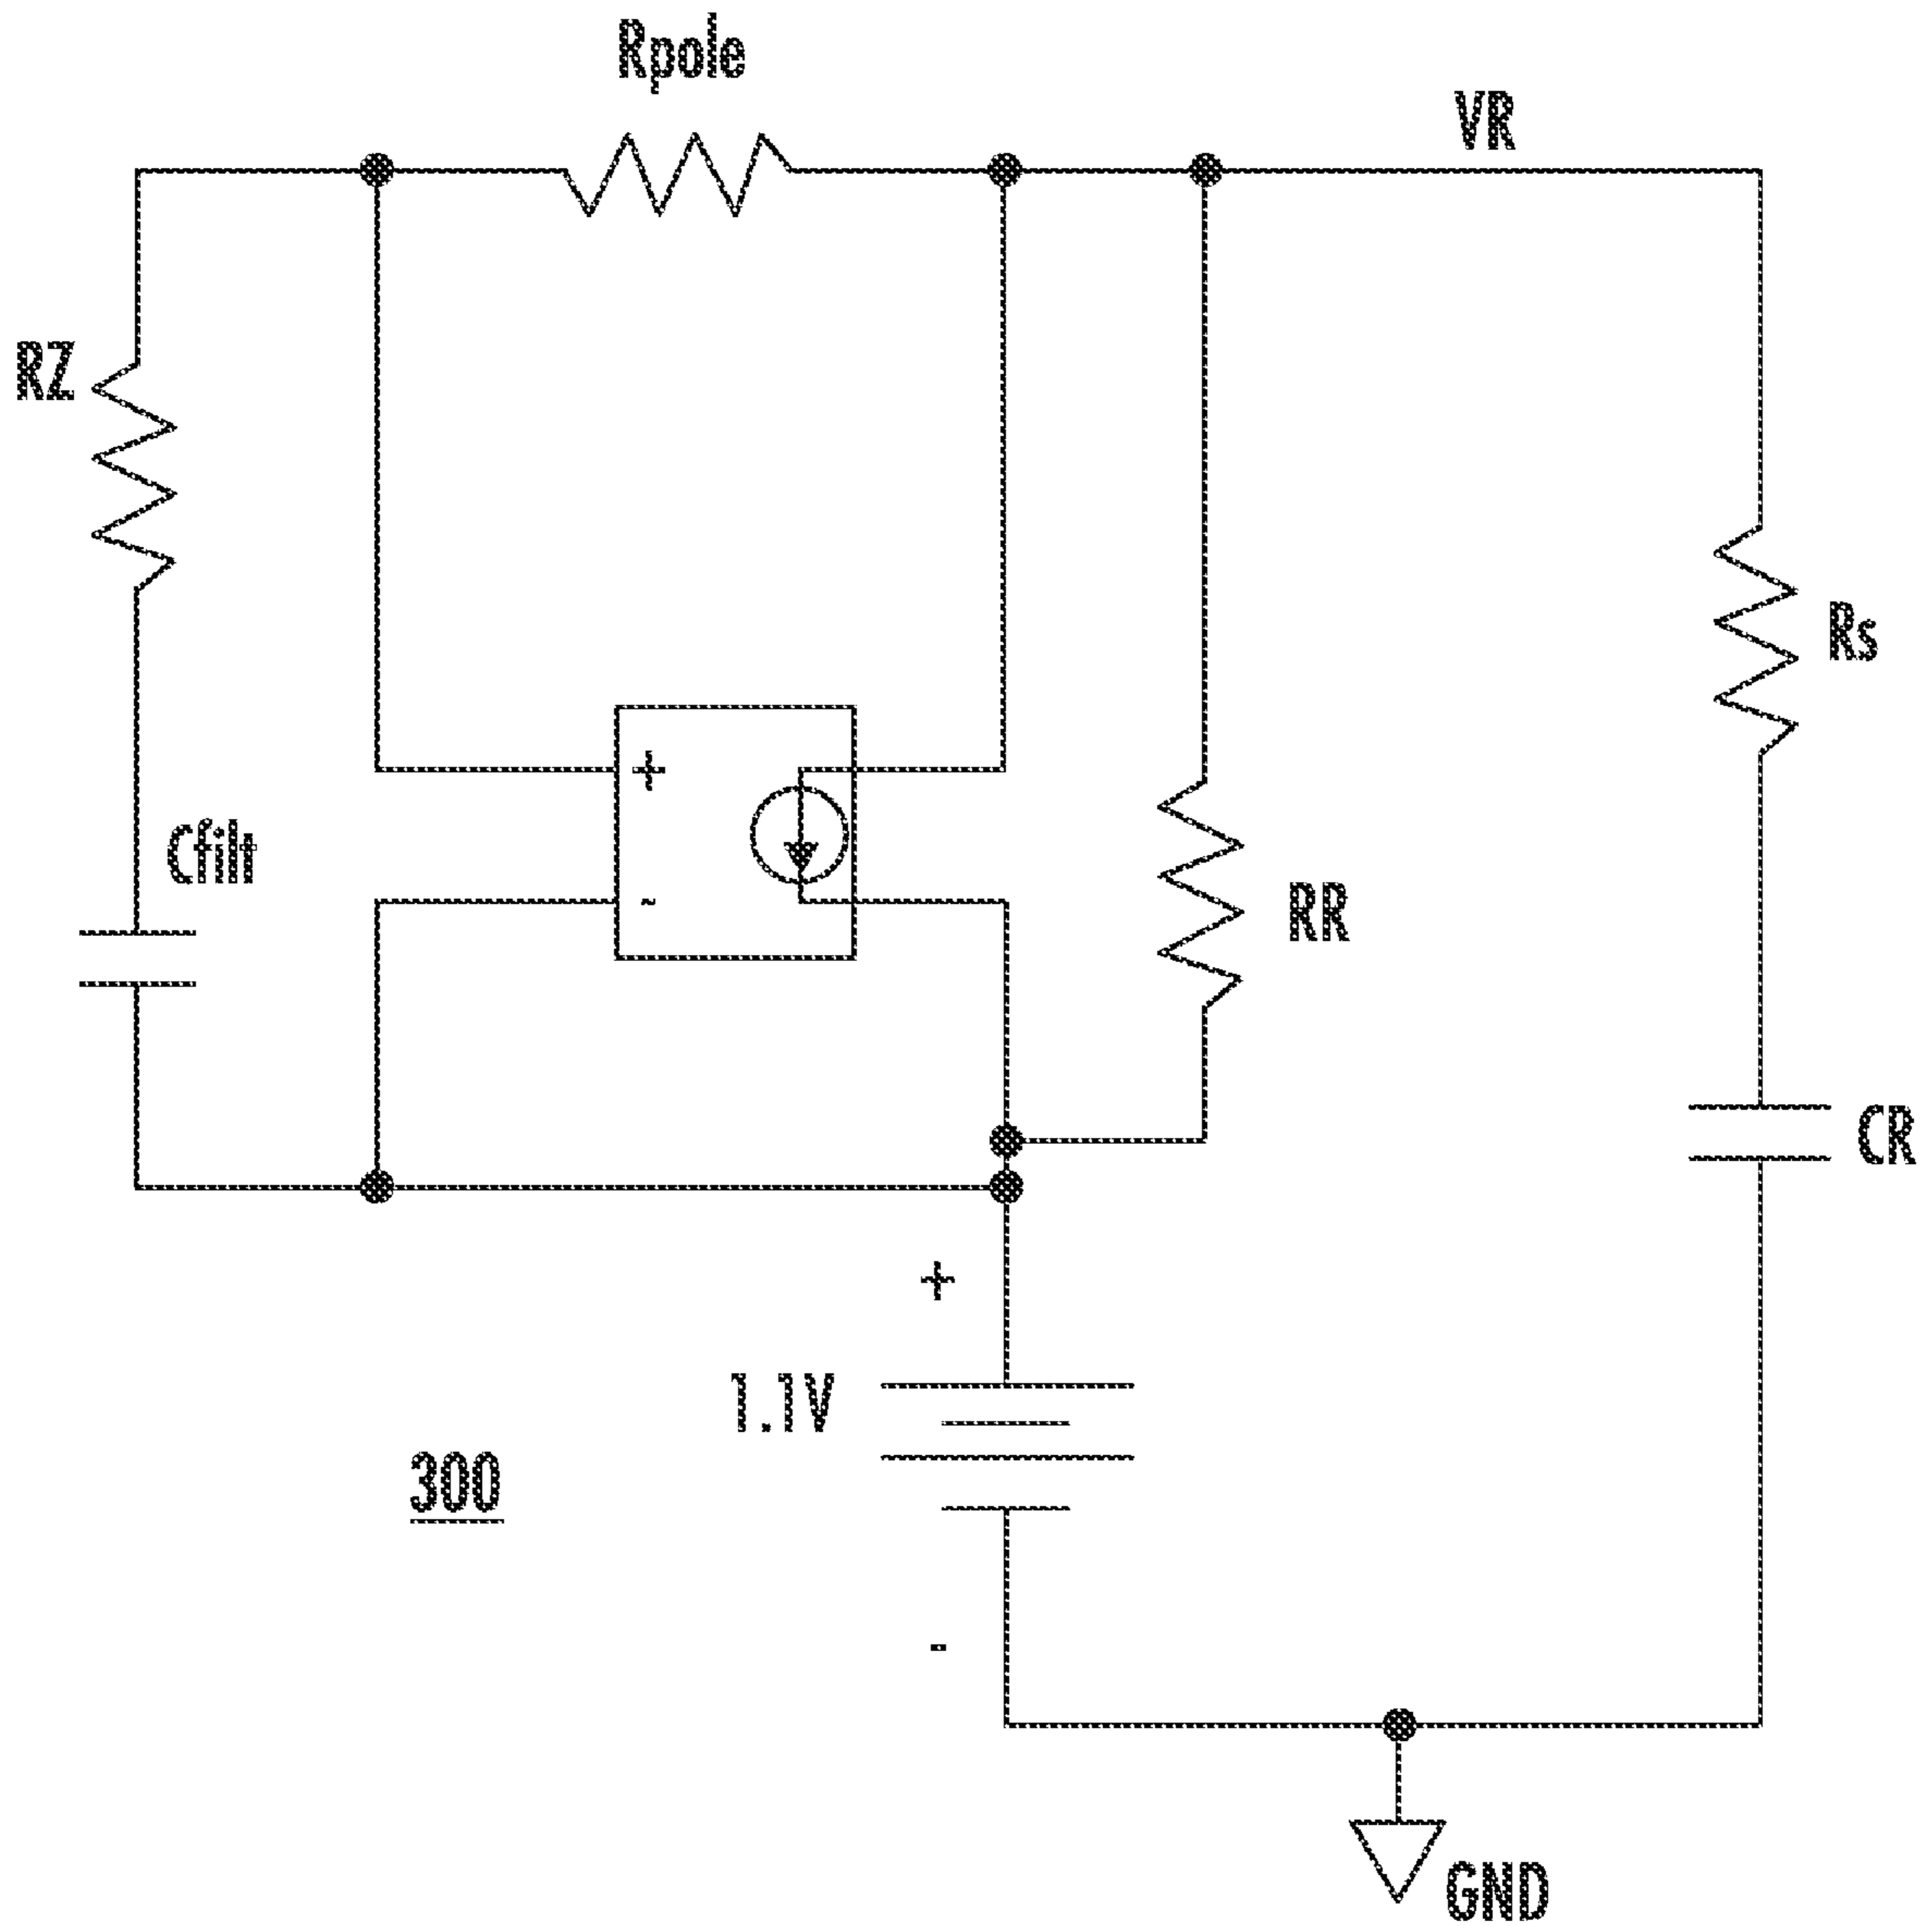 Rpole
VR
RZ
Rs
+
Cfilt
-
RR
CR
+
1.1V
300
-
GND